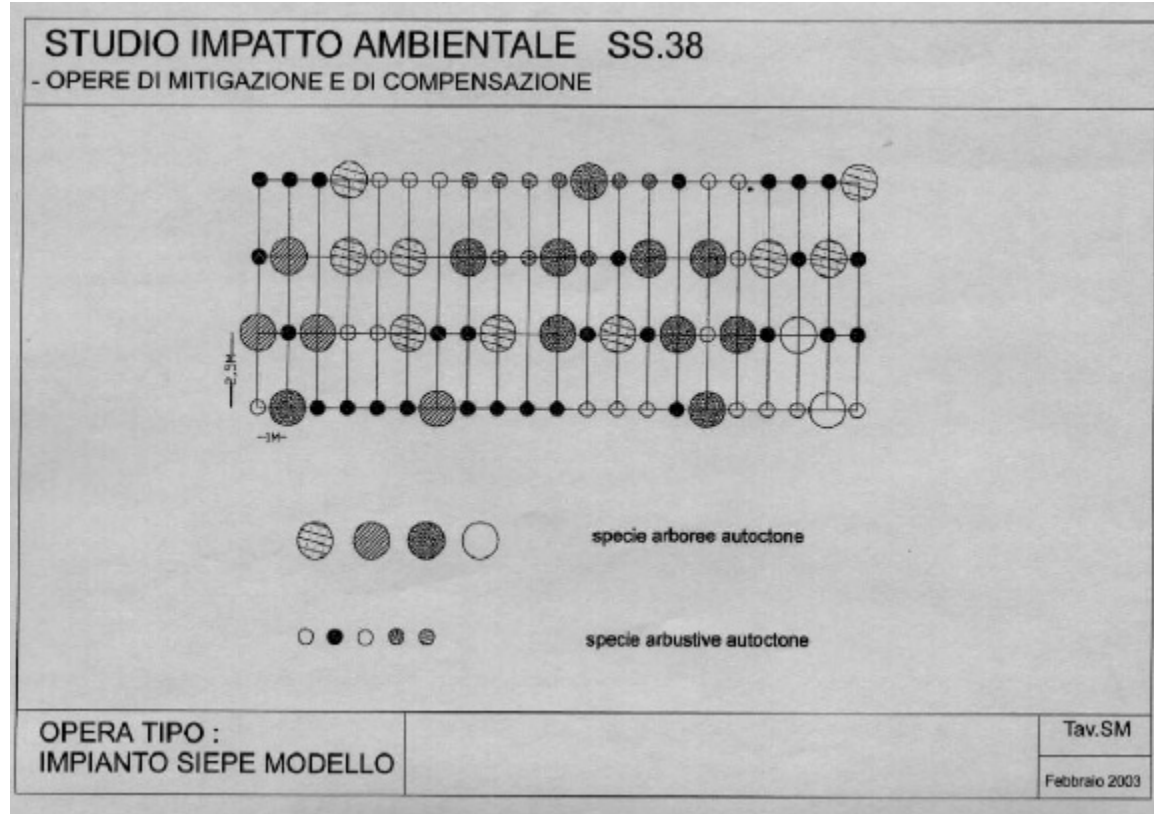 STUDIO IMPATTO AMBIENTALE SS.38
- OPERE DI MITIGAZIONE E DI COMPENSAZIONE
2,5M
1M
specie arboree autoctone
specie arbustive autoctone
OPERA TIPO :
IMPIANTO SIEPE MODELLO
Tav.SM
Febbraio 2003